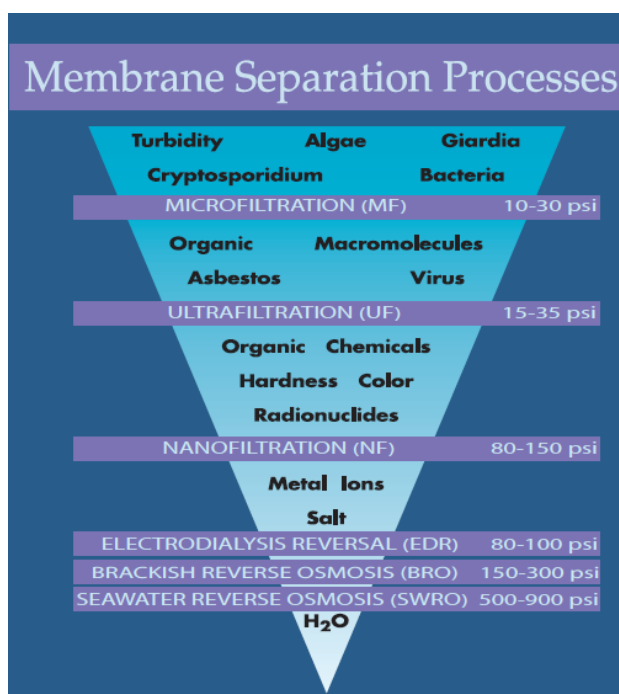 Membrane Separation Processes
Turbidity Algae Giardia
Cryptosporidium Bacteria
MICROFILTRATION (MF) 10-30 psi
Organic Macromolecules
Asbestos Virus
ULTRAFILTRATION (UF) 15-35 psi
Organic Chemicals
Hardness Color
Radionuclides
NANOFILTRATION (NF) 80-150 psi
Metal Ions
Salt
ELECTRODIALYSIS REVERSAL (EDR) 80-100 psi
BRACKISH REVERSE OSMOSIS (BRO) 150-300 psi
SEAWATER REVERSE OSMOSIS (SWRO) 500-900 psi
H₂O